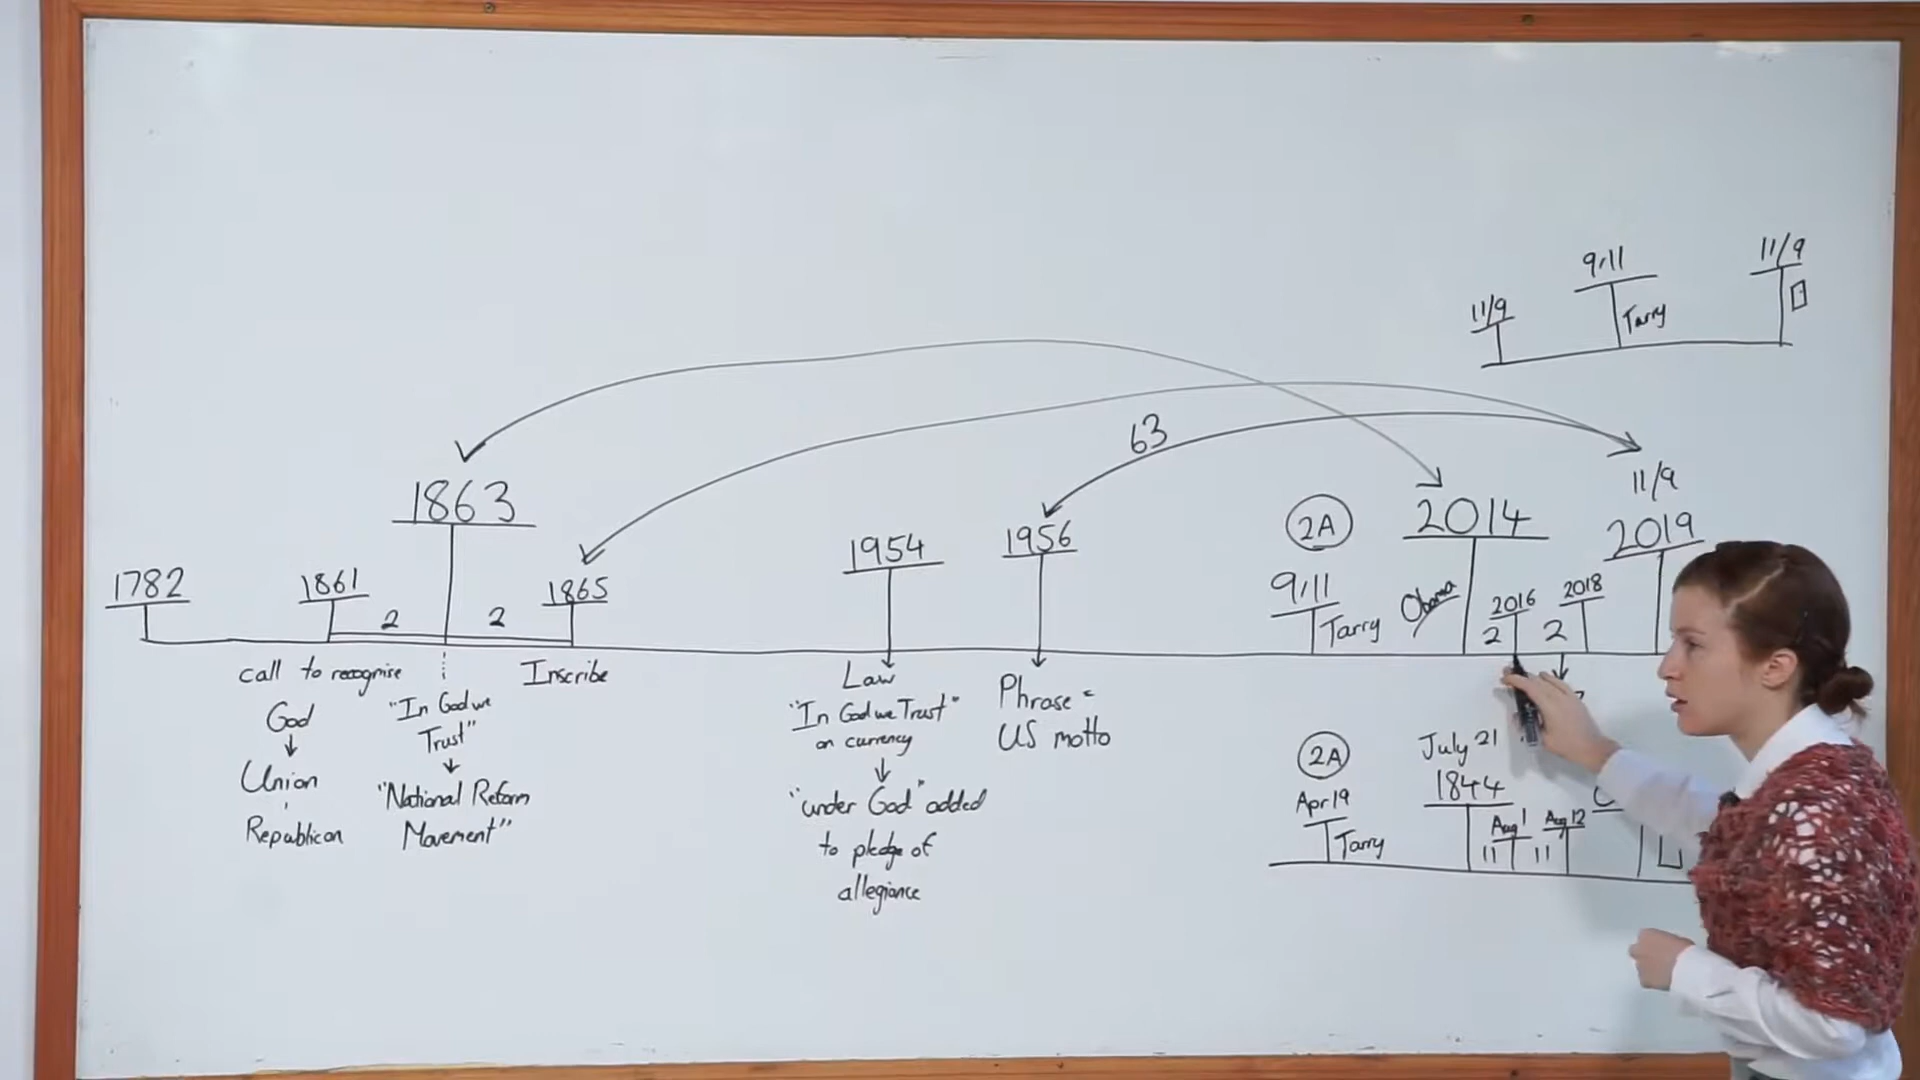 11/9
9/11
11/9
Tarry
63
1863
1782
1861
2
2
1865
1954
1956
2A
9/11
Tarry
Obama
2014
2016
2
2018
2
11/9
2019
call to recognise
God
Union
Republican
"In God we
Trust"
"National Reform
Movement"
Inscribe
Law
"In God we Trust"
on currency
"under God" added
to pledge of
allegiance
Phrase =
US motto
2A
Apr 19
Tarry
July 21
1844
Aug 1
11
Aug 12
11